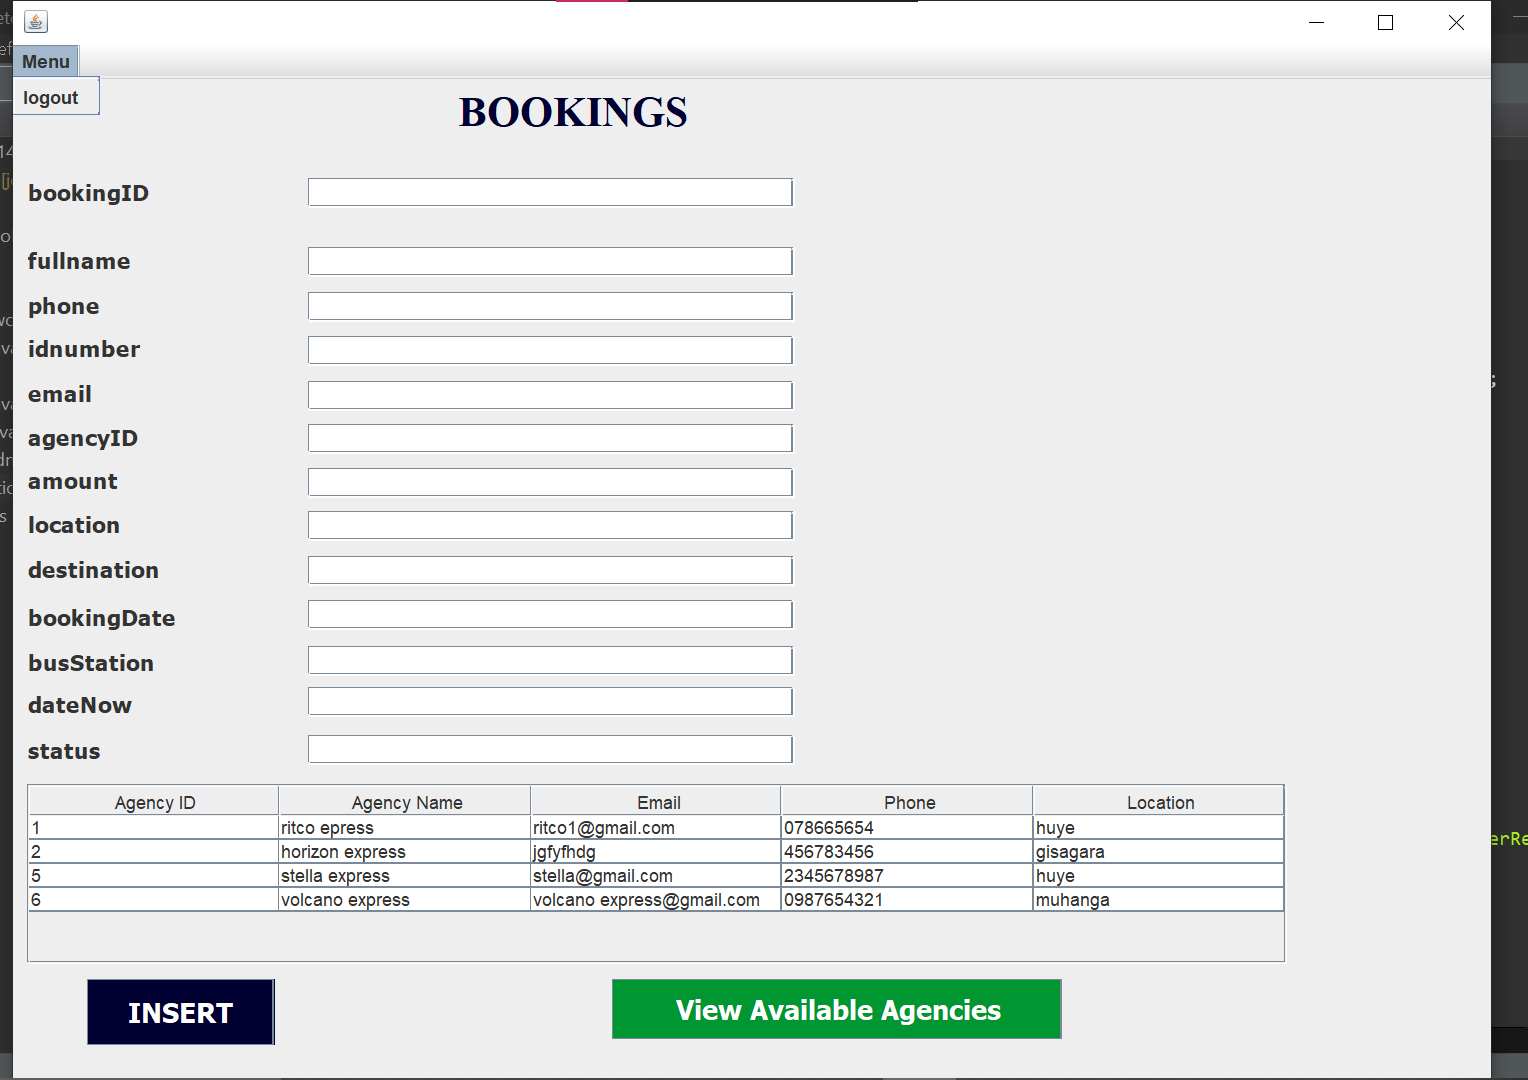 Menu
logout
BOOKINGS
bookingID
fullname
phone
idnumber
email
agencyID
amount
location
destination
bookingDate
busStation
dateNow
status
Agency ID Agency Name Email Phone Location
1 ritco epress ritco1@gmail.com 078665654 huye
2 horizon express jgfyfhdg 456783456 gisagara
5 stella express stella@gmail.com 2345678987 huye
6 volcano express volcano express@gmail.com 0987654321 muhanga
INSERT View Available Agencies